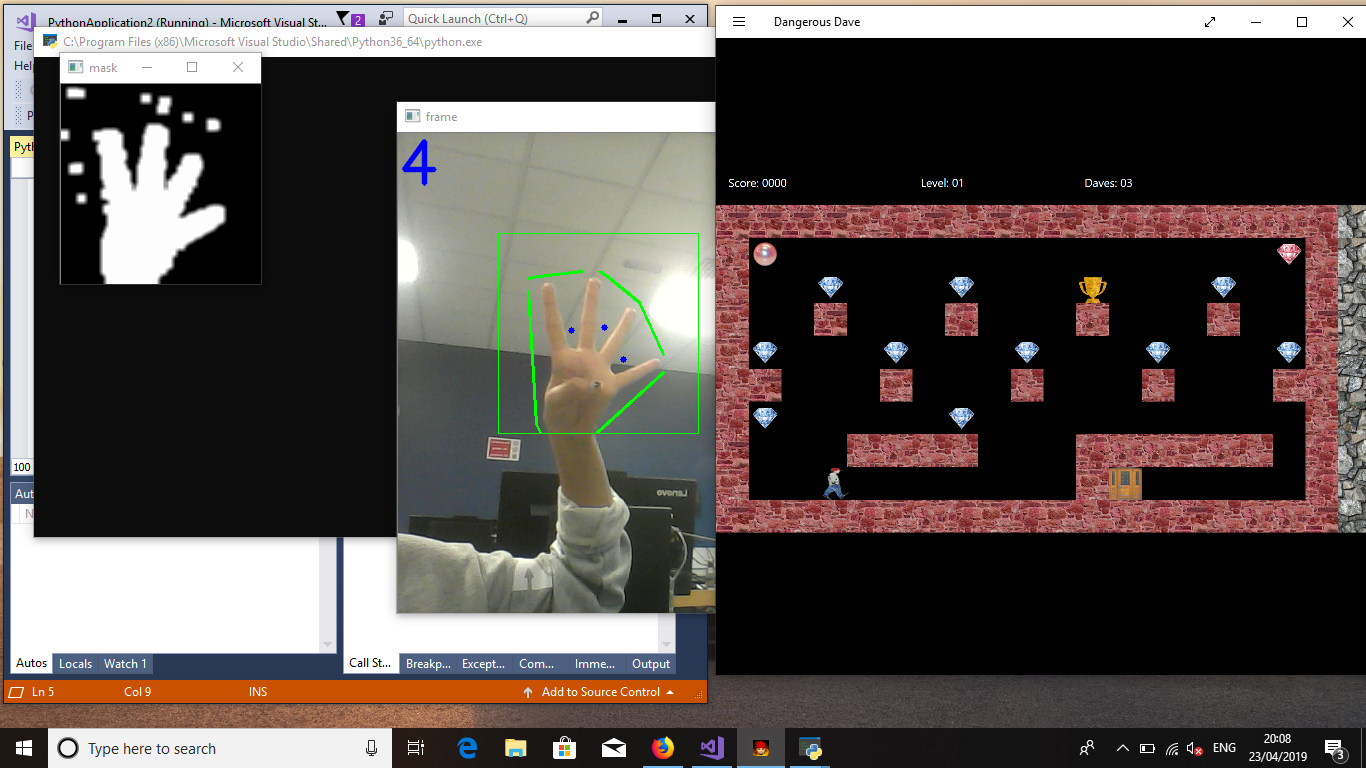 PythonApplication2 (Running) - Microsoft Visual St...
2
Quick Launch (Ctrl+Q)
File
Help
C:\Program Files (x86)\Microsoft Visual Studio\Shared\Python36_64\python.exe
mask
frame
4
Lenovo
100
Autos
Locals
Watch 1
Call St...
Breakp...
Except...
Com...
Imme...
Output
Ln 5
Col 9
INS
Add to Source Control
Dangerous Dave
Score: 0000
Level: 01
Daves: 03
Type here to search
ENG
20:08
23/04/2019
3